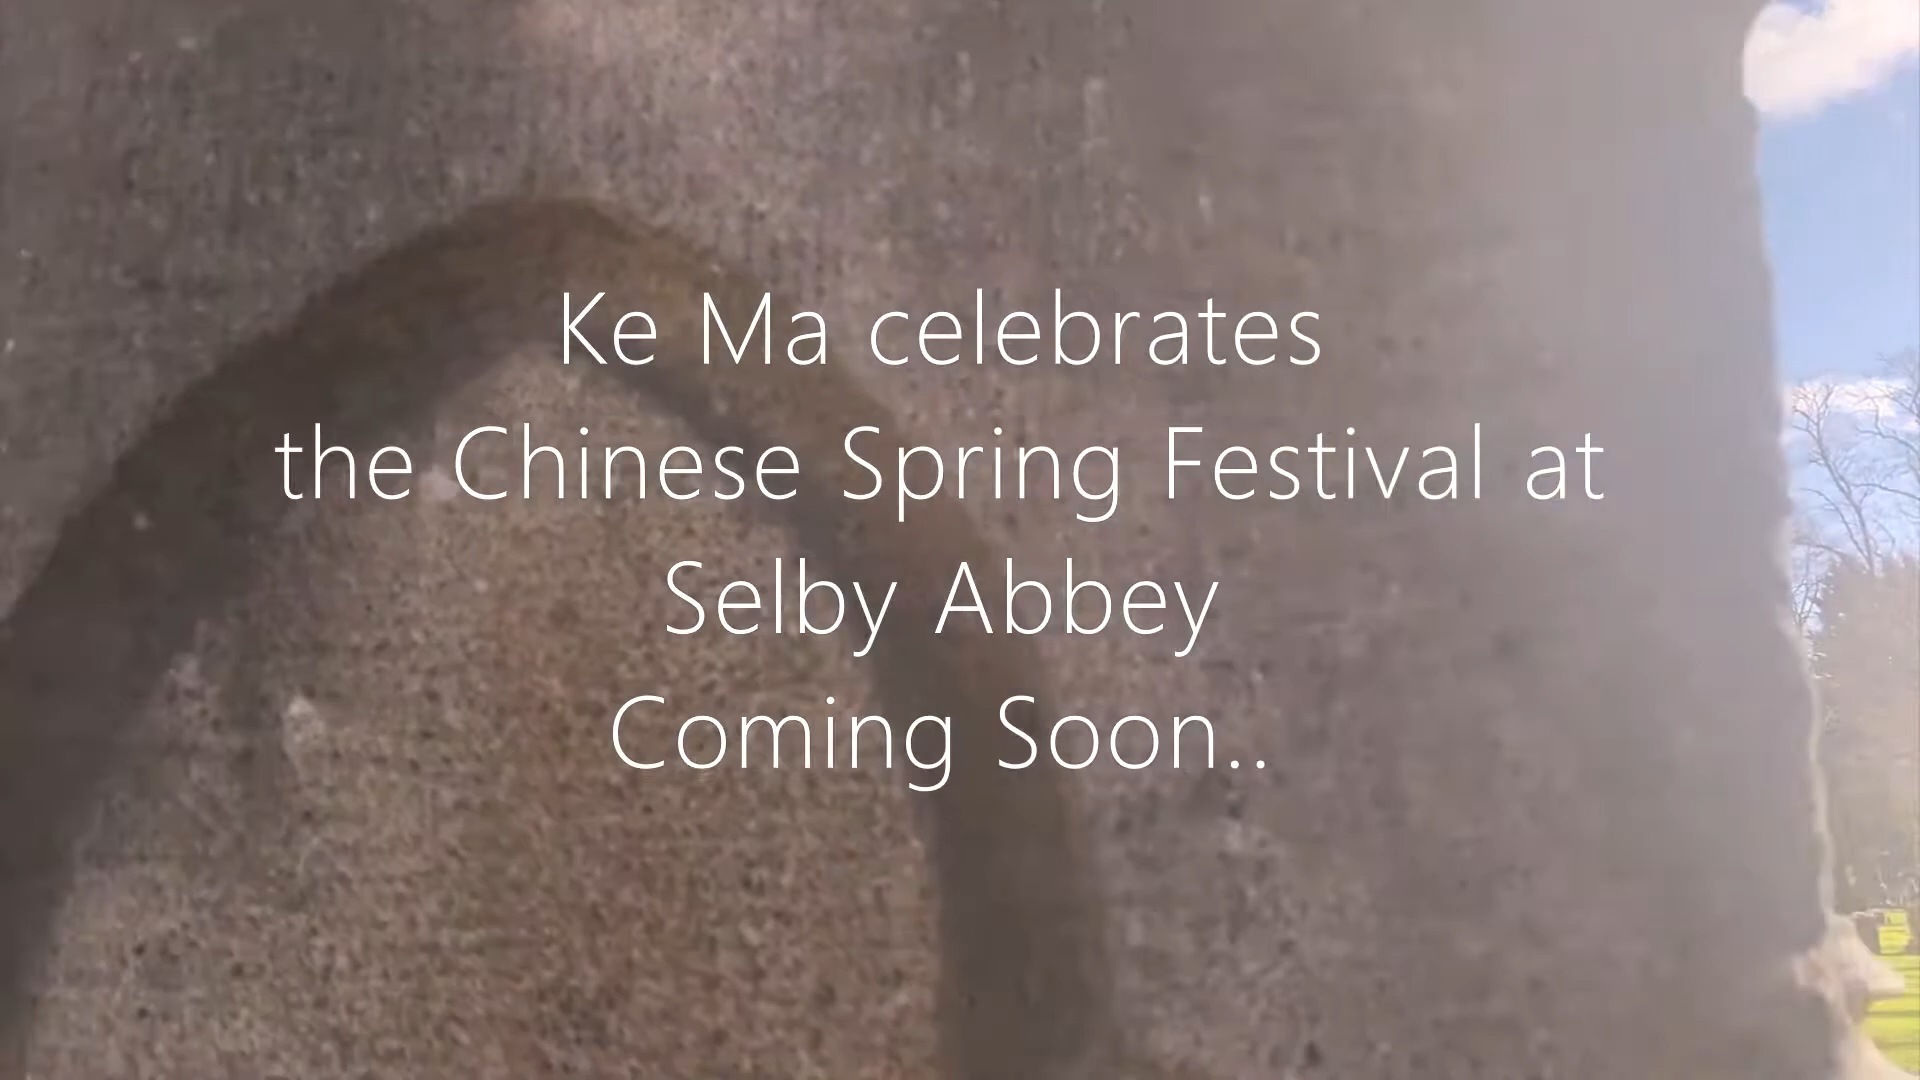 Ke Ma celebrates
the Chinese Spring Festival at
Selby Abbey
Coming Soon..